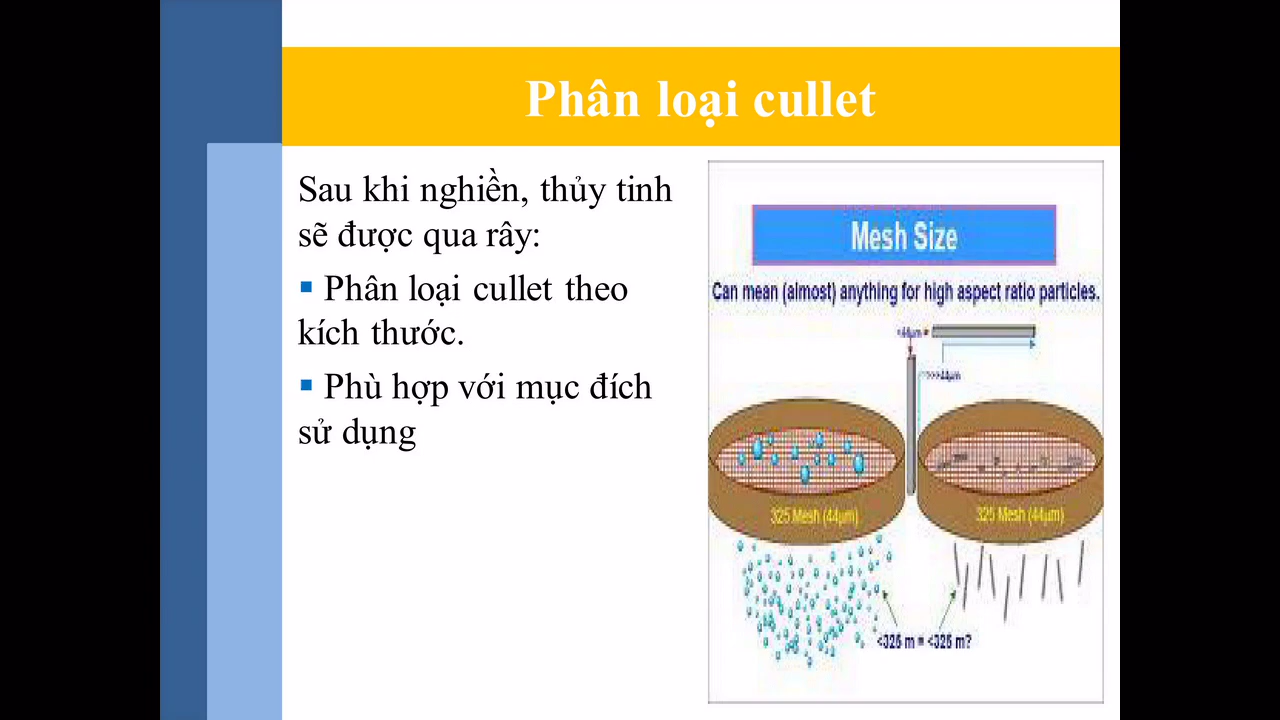 Phân loại cullet
Sau khi nghiền, thủy tinh
sẽ được qua rây:
▪ Phân loại cullet theo
kích thước.
▪ Phù hợp với mục đích
sử dụng
Mesh Size
Can mean (almost) anything for high aspect ratio particles.
325 Mesh (44µm)
325 Mesh (44µm)
<325 m = <325 m?